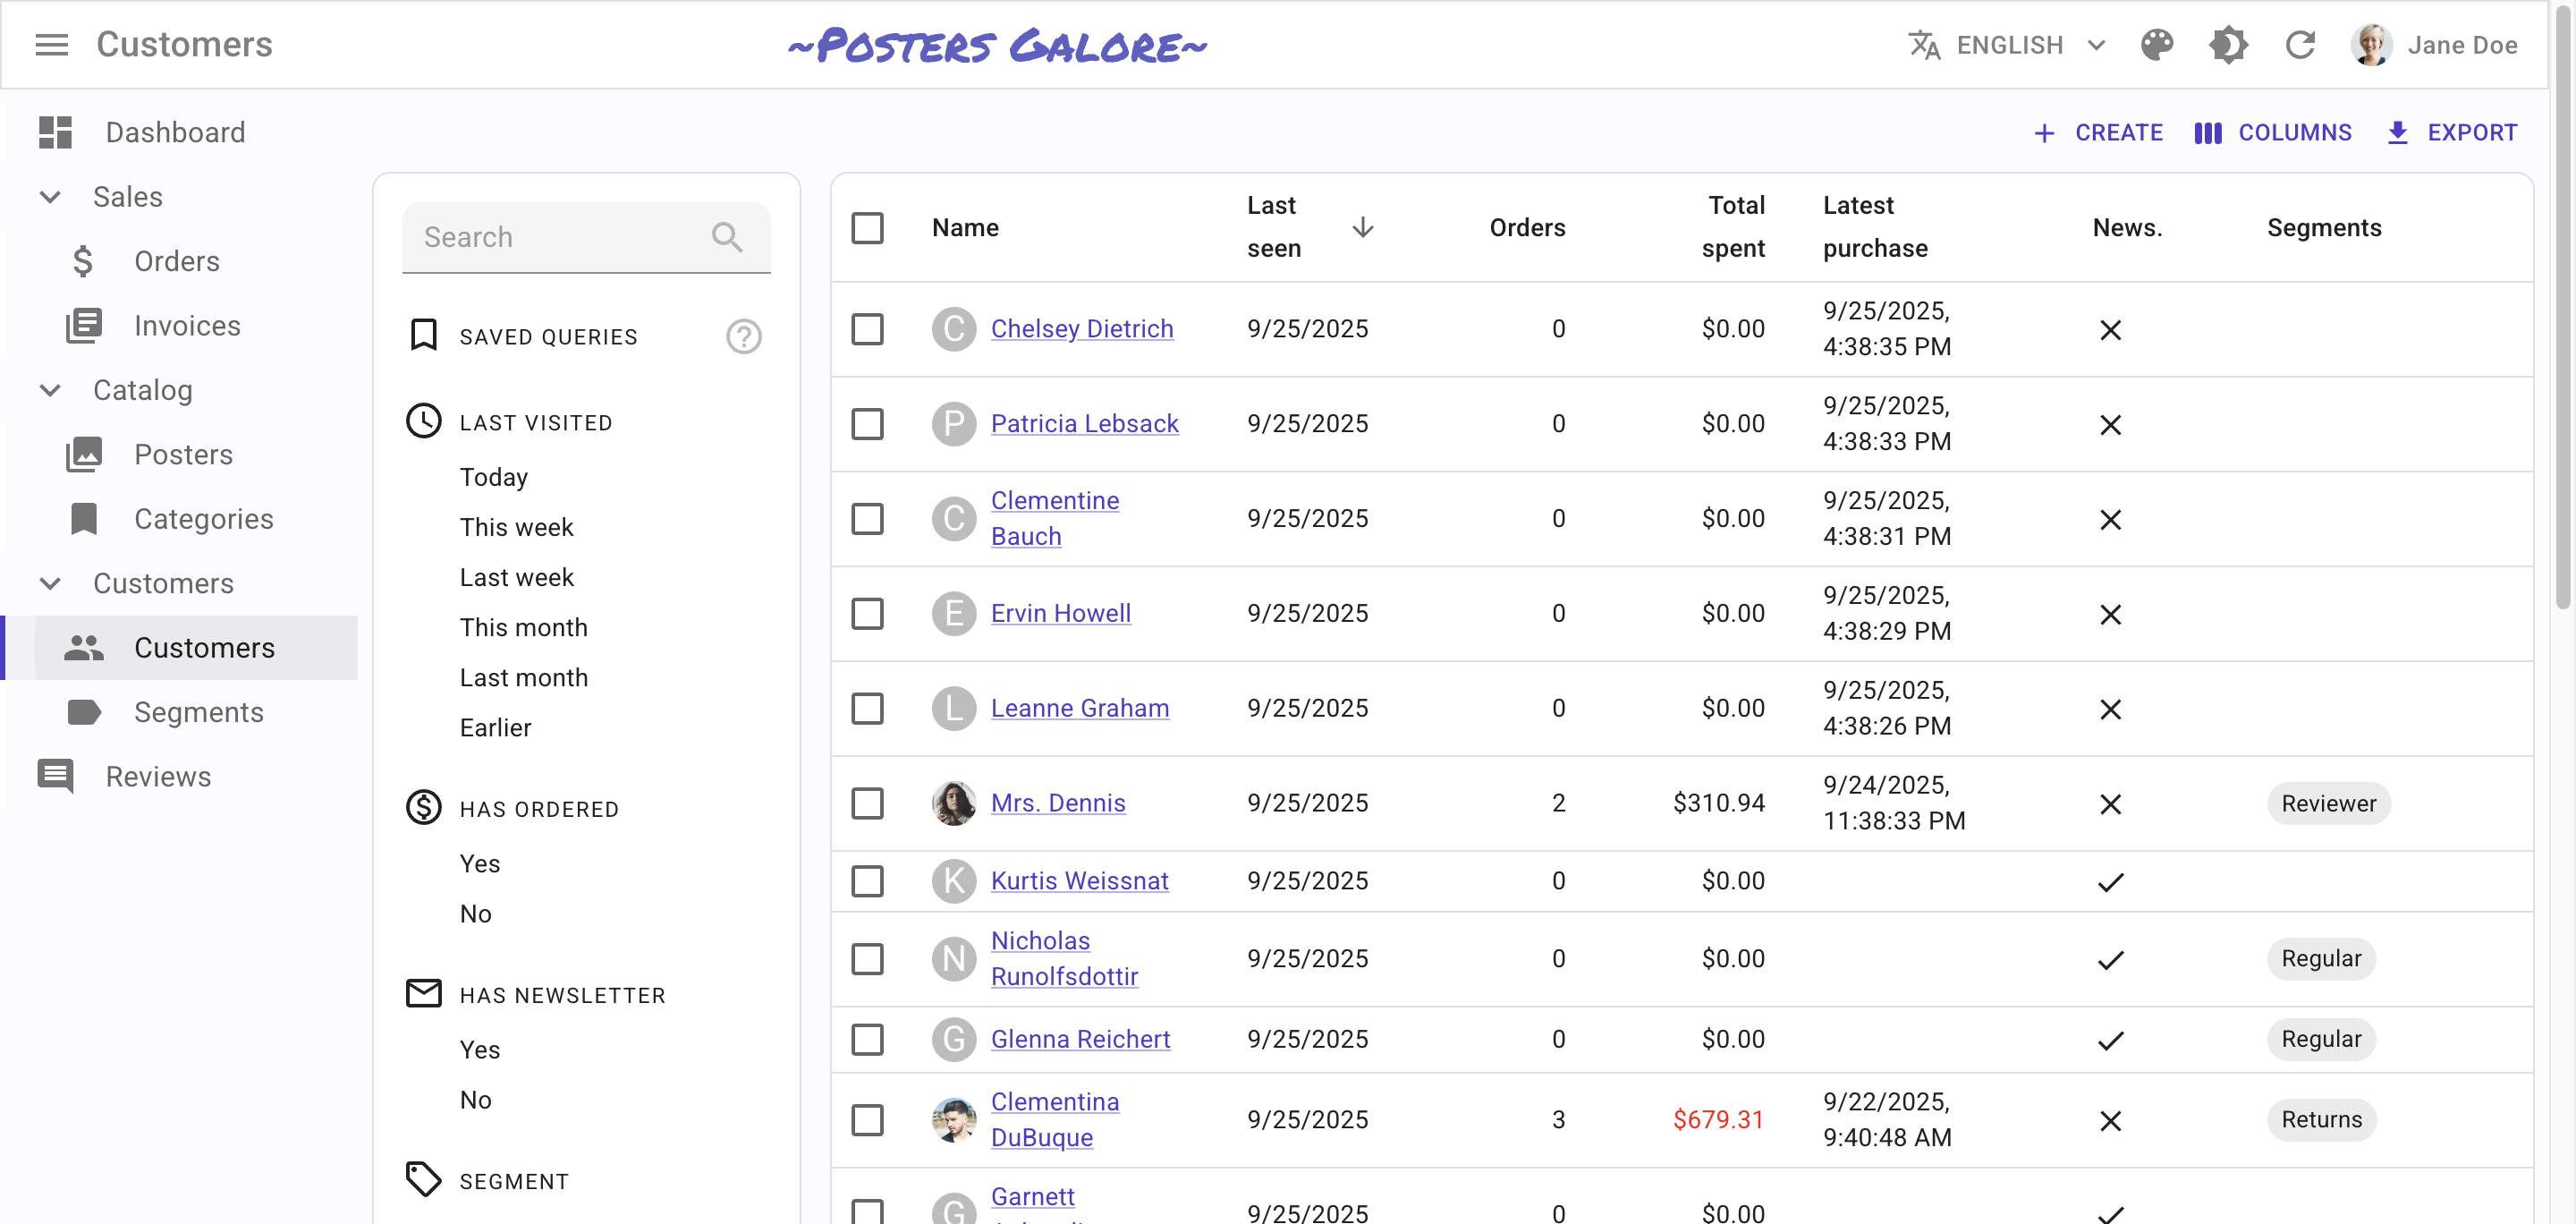 Customers
~Posters Galore~
ENGLISH
Jane Doe
Dashboard
Sales
Orders
Invoices
Catalog
Posters
Categories
Customers
Customers
Segments
Reviews
CREATE
COLUMNS
EXPORT
Search
SAVED QUERIES
?
LAST VISITED
Today
This week
Last week
This month
Last month
Earlier
HAS ORDERED
Yes
No
HAS NEWSLETTER
Yes
No
SEGMENT
Name
Last
seen
Orders
Total
spent
Latest
purchase
News.
Segments
C
Chelsey Dietrich
9/25/2025
0
$0.00
9/25/2025,
4:38:35 PM
P
Patricia Lebsack
9/25/2025
0
$0.00
9/25/2025,
4:38:33 PM
C
Clementine
Bauch
9/25/2025
0
$0.00
9/25/2025,
4:38:31 PM
E
Ervin Howell
9/25/2025
0
$0.00
9/25/2025,
4:38:29 PM
L
Leanne Graham
9/25/2025
0
$0.00
9/25/2025,
4:38:26 PM
Mrs. Dennis
9/25/2025
2
$310.94
9/24/2025,
11:38:33 PM
Reviewer
K
Kurtis Weissnat
9/25/2025
0
$0.00
N
Nicholas
Runolfsdottir
9/25/2025
0
$0.00
Regular
G
Glenna Reichert
9/25/2025
0
$0.00
Regular
Clementina
DuBuque
9/25/2025
3
$679.31
9/22/2025,
9:40:48 AM
Returns
G
Garnett
9/25/2025
0
$0.00